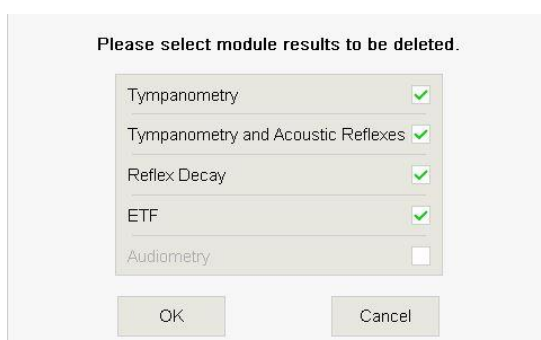 Please select module results to be deleted.
Tympanometry
Tympanometry and Acoustic Reflexes
Reflex Decay
ETF
Audiometry
OK
Cancel